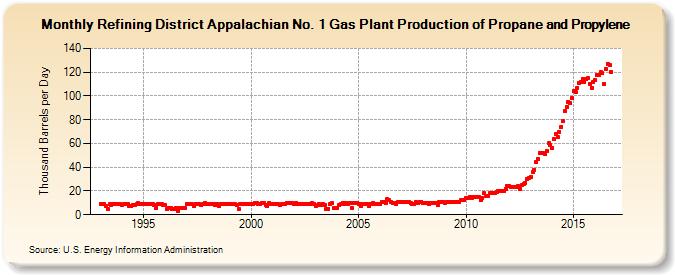 Monthly Refining District Appalachian No. 1 Gas Plant Production of Propane and Propylene
Thousand Barrels per Day
140
120
100
80
60
40
20
0
1995 2000 2005 2010 2015
Source: U.S. Energy Information Administration